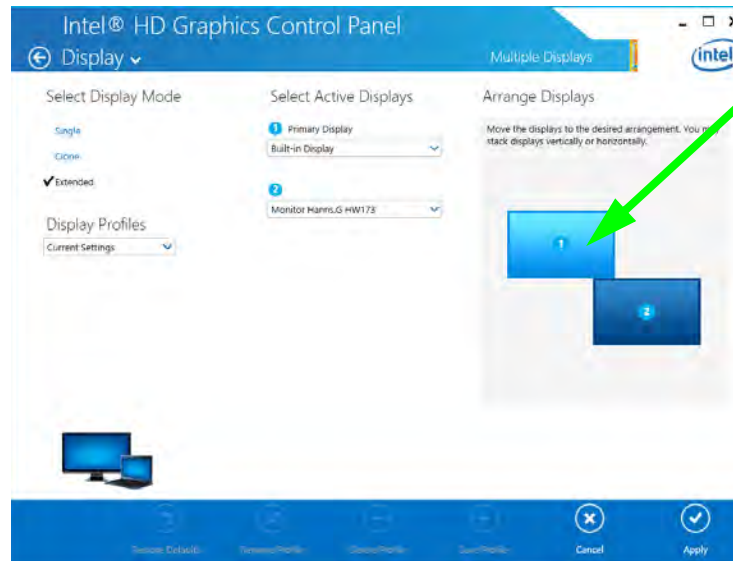 Intel® HD Graphics Control Panel
Display
Multiple Displays
intel
Select Display Mode
Single
Clone
Extended
Display Profiles
Current Settings
Select Active Displays
1 Primary Display
Built-in Display
2
Monitor Hanns.G HW173
Arrange Displays
Move the displays to the desired arrangement. You may
stack displays vertically or horizontally.
1
2
Restore Defaults
Cancel
Apply